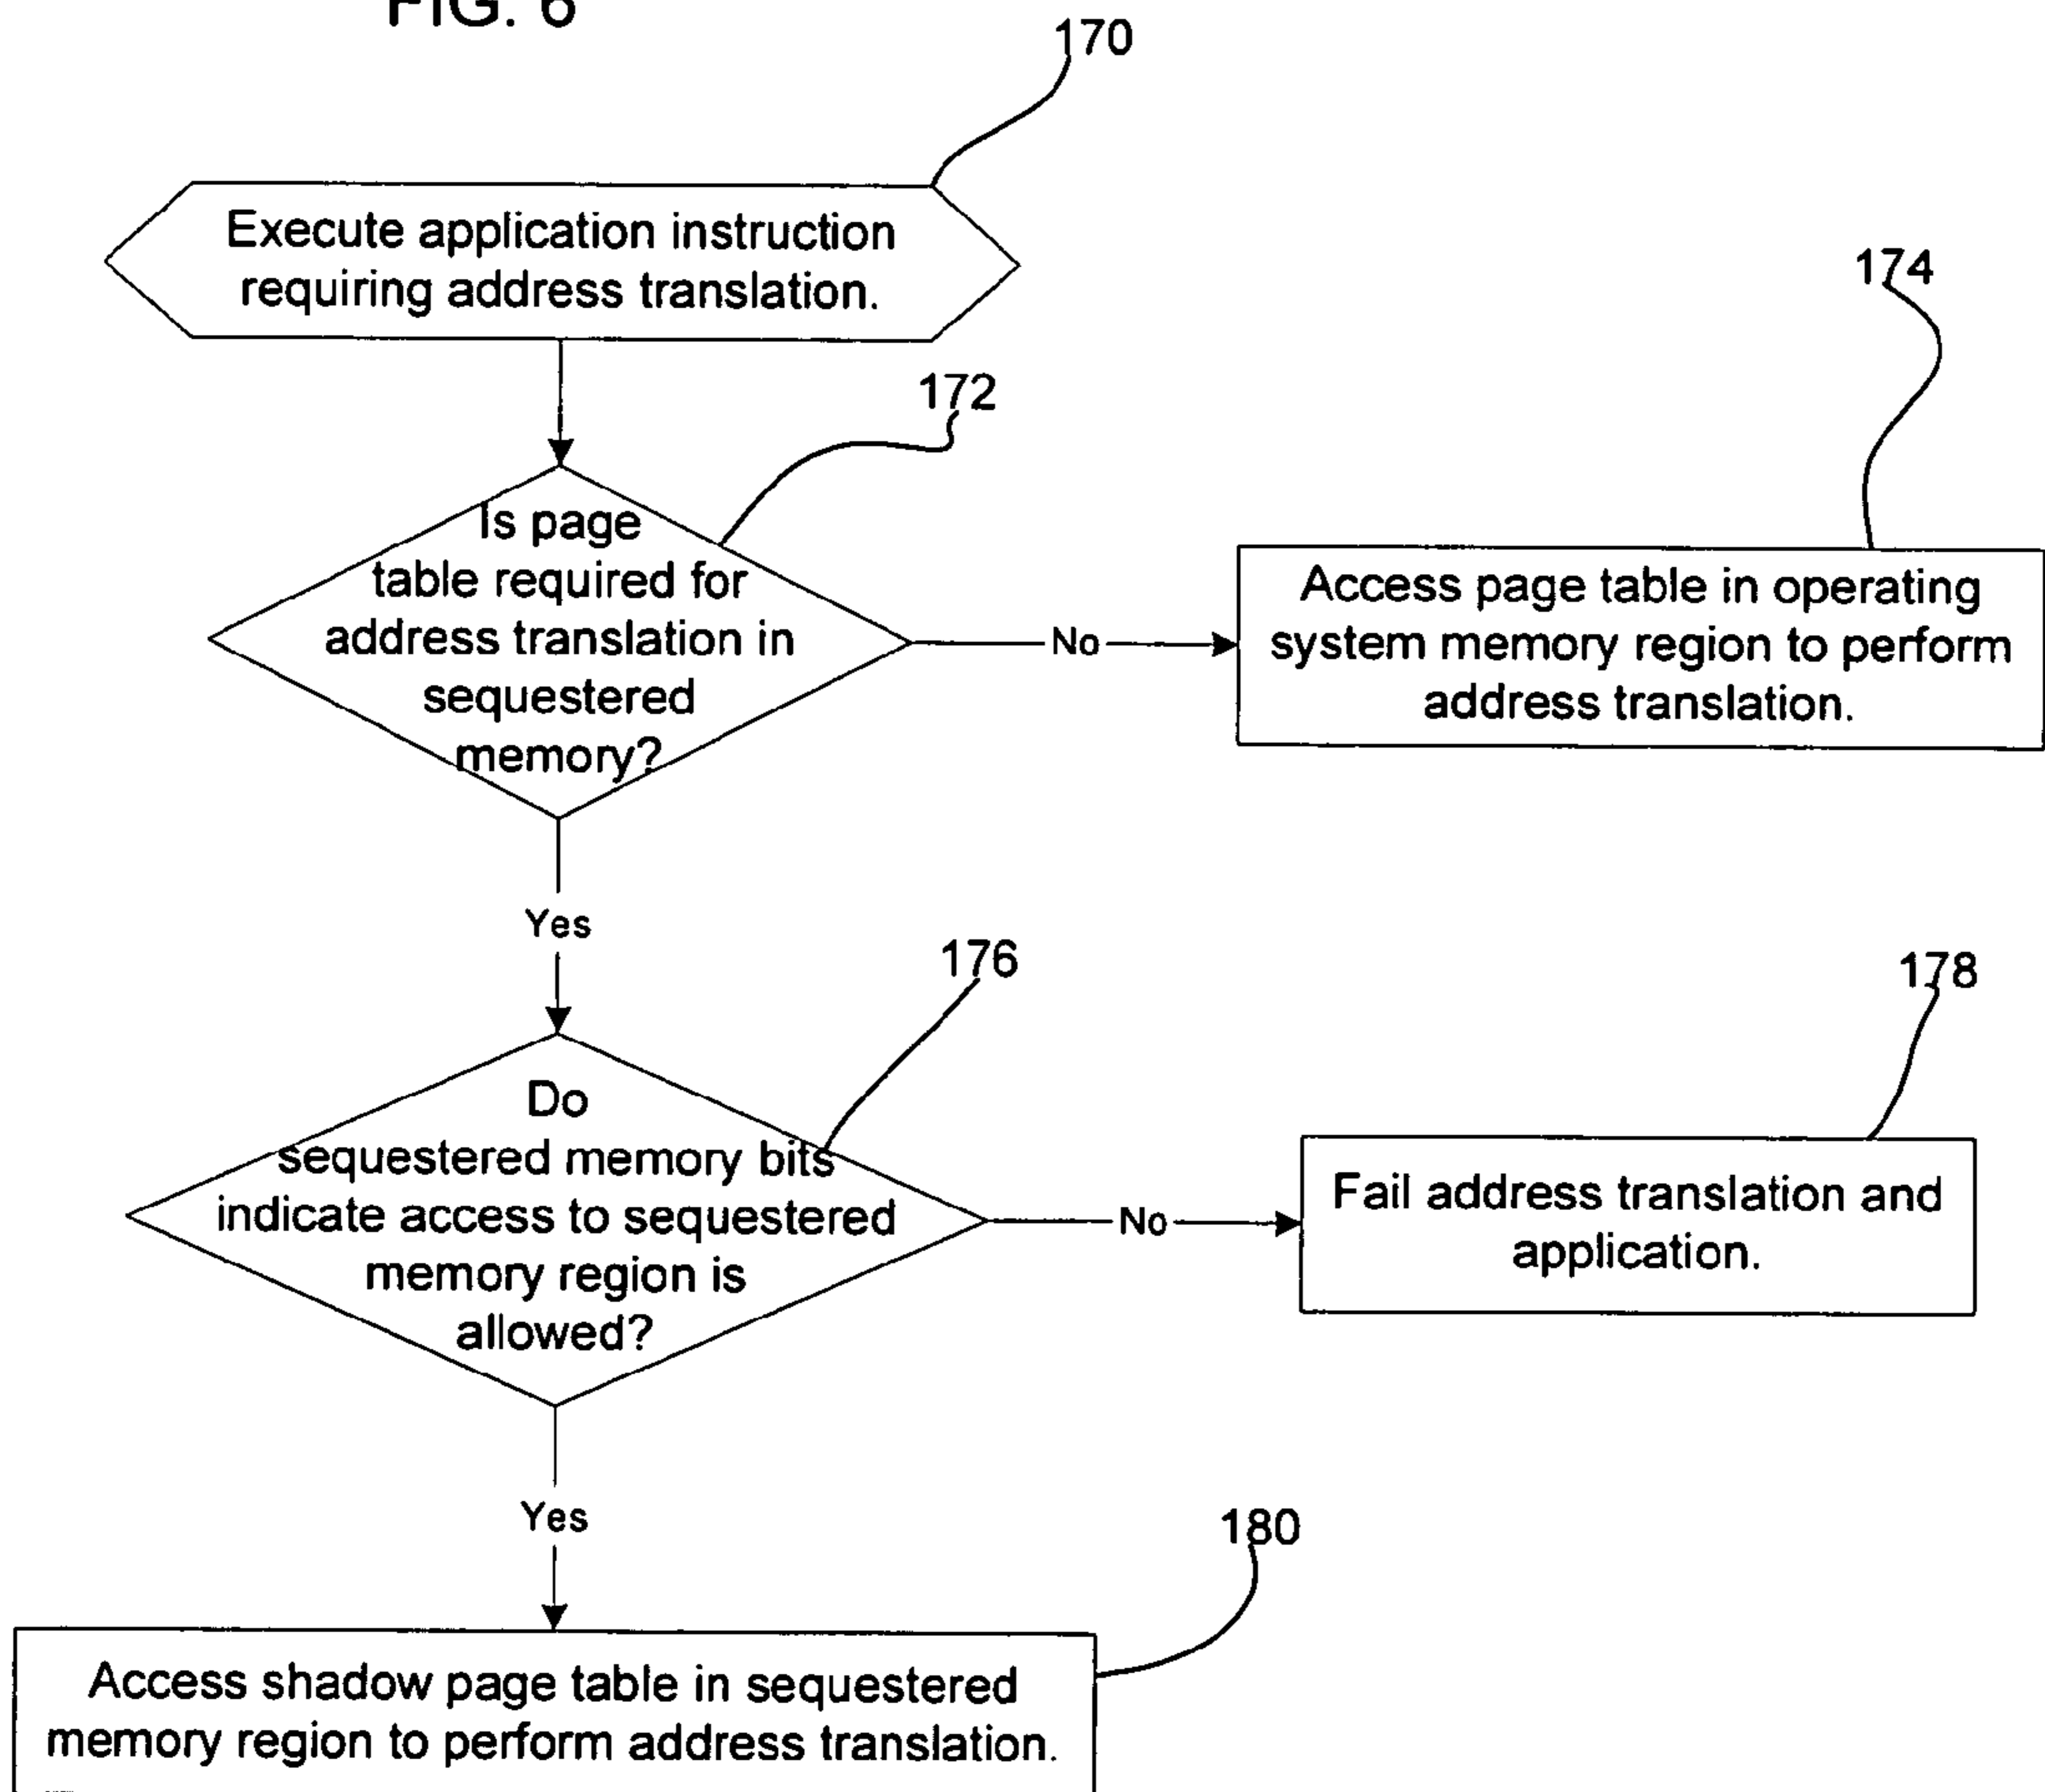 FIG. 6
170
Execute application instruction
requiring address translation.
172
174
Is page
table required for
address translation in
sequestered
memory?
No
Access page table in operating
system memory region to perform
address translation.
Yes
176
178
Do
sequestered memory bits
indicate access to sequestered
memory region is
allowed?
No
Fail address translation and
application.
Yes
180
Access shadow page table in sequestered
memory region to perform address translation.